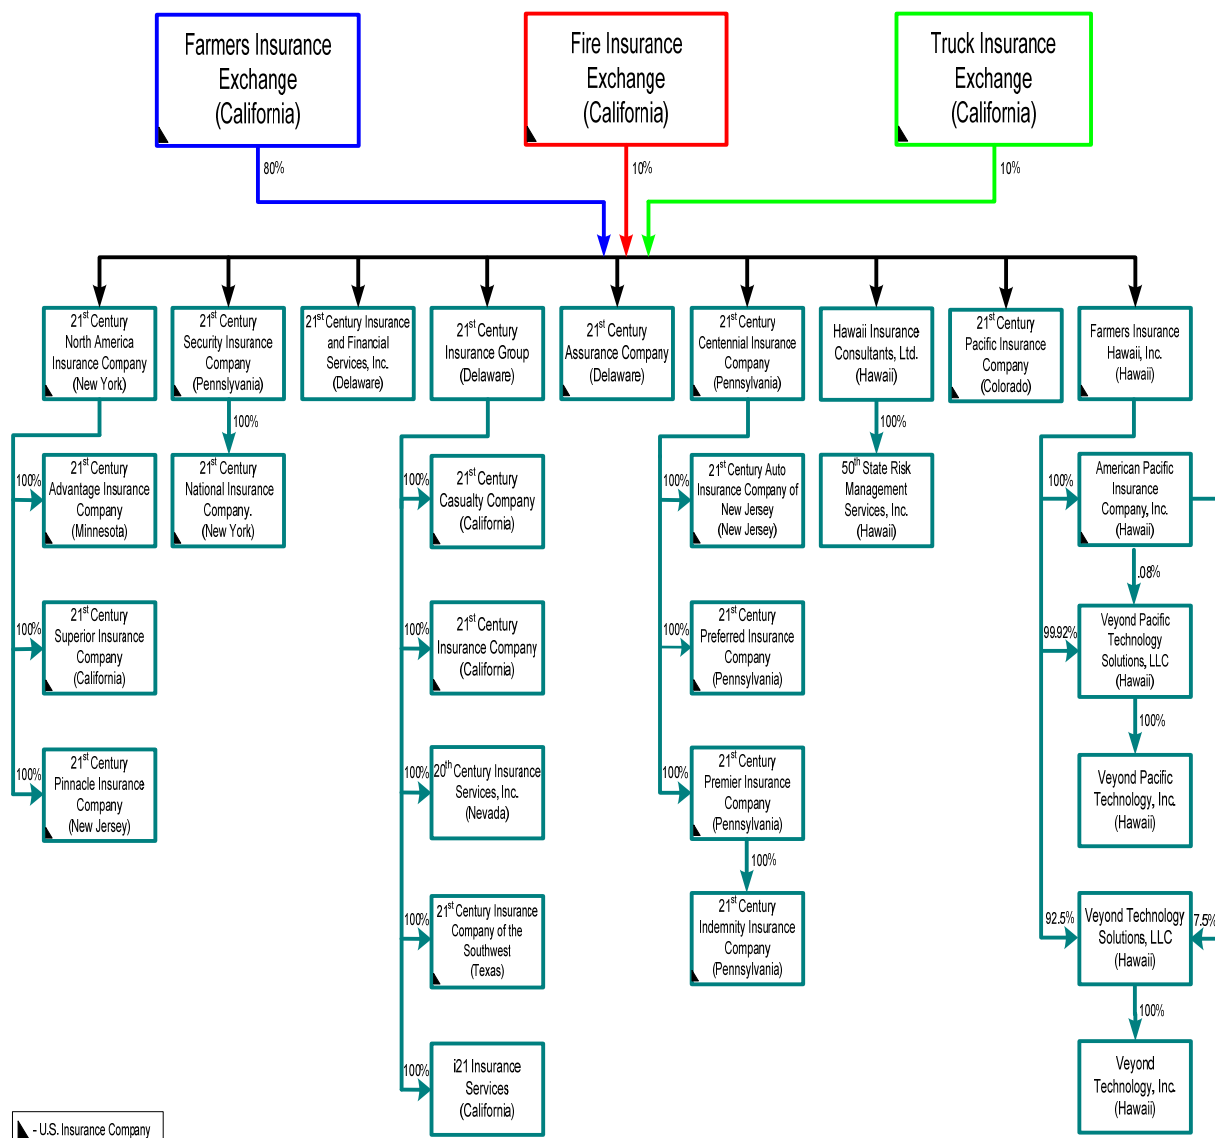 Farmers Insurance
Exchange
(California)
Fire Insurance
Exchange
(California)
Truck Insurance
Exchange
(California)
80%
10%
10%
21st Century
North America
Insurance Company
(New York)
21st Century
Security Insurance
Company
(Pennslyvania)
21st Century Insurance
and Financial
Services, Inc.
(Delaware)
21st Century
Insurance Group
(Delaware)
21st Century
Assurance Company
(Delaware)
21st Century
Centennial Insurance
Company
(Pennsylvania)
Hawaii Insurance
Consultants, Ltd.
(Hawaii)
21st Century
Pacific Insurance
Company
(Colorado)
Farmers Insurance
Hawaii, Inc.
(Hawaii)
100%
100%
100%
21st Century
Advantage Insurance
Company
(Minnesota)
100%
21st Century
National Insurance
Company.
(New York)
100%
21st Century
Casualty Company
(California)
100%
21st Century Auto
Insurance Company of
New Jersey
(New Jersey)
50th State Risk
Management
Services, Inc.
(Hawaii)
100%
American Pacific
Insurance
Company, Inc.
(Hawaii)
.08%
100%
21st Century
Superior Insurance
Company
(California)
100%
21st Century
Insurance Company
(California)
100%
21st Century
Preferred Insurance
Company
(Pennsylvania)
99.92%
Veyond Pacific
Technology
Solutions, LLC
(Hawaii)
100%
100%
21st Century
Pinnacle Insurance
Company
(New Jersey)
100%
20th Century Insurance
Services, Inc.
(Nevada)
100%
21st Century
Premier Insurance
Company
(Pennsylvania)
Veyond Pacific
Technology, Inc.
(Hawaii)
100%
100%
21st Century Insurance
Company of the
Southwest
(Texas)
21st Century
Indemnity Insurance
Company
(Pennsylvania)
92.5%
Veyond Technology
Solutions, LLC
(Hawaii)
7.5%
100%
100%
i21 Insurance
Services
(California)
Veyond
Technology, Inc.
(Hawaii)
- U.S. Insurance Company